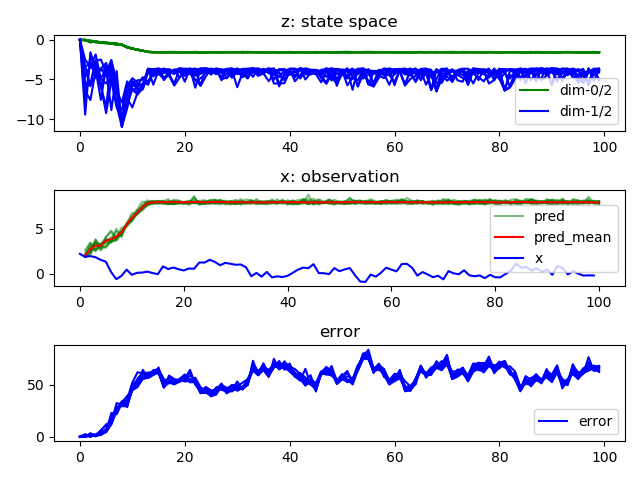 z: state space
0
−5
−10
dim-0/2
dim-1/2
0 20 40 60 80 100
x: observation
5
0
pred
pred_mean
x
0 20 40 60 80 100
error
50
0
error
0 20 40 60 80 100